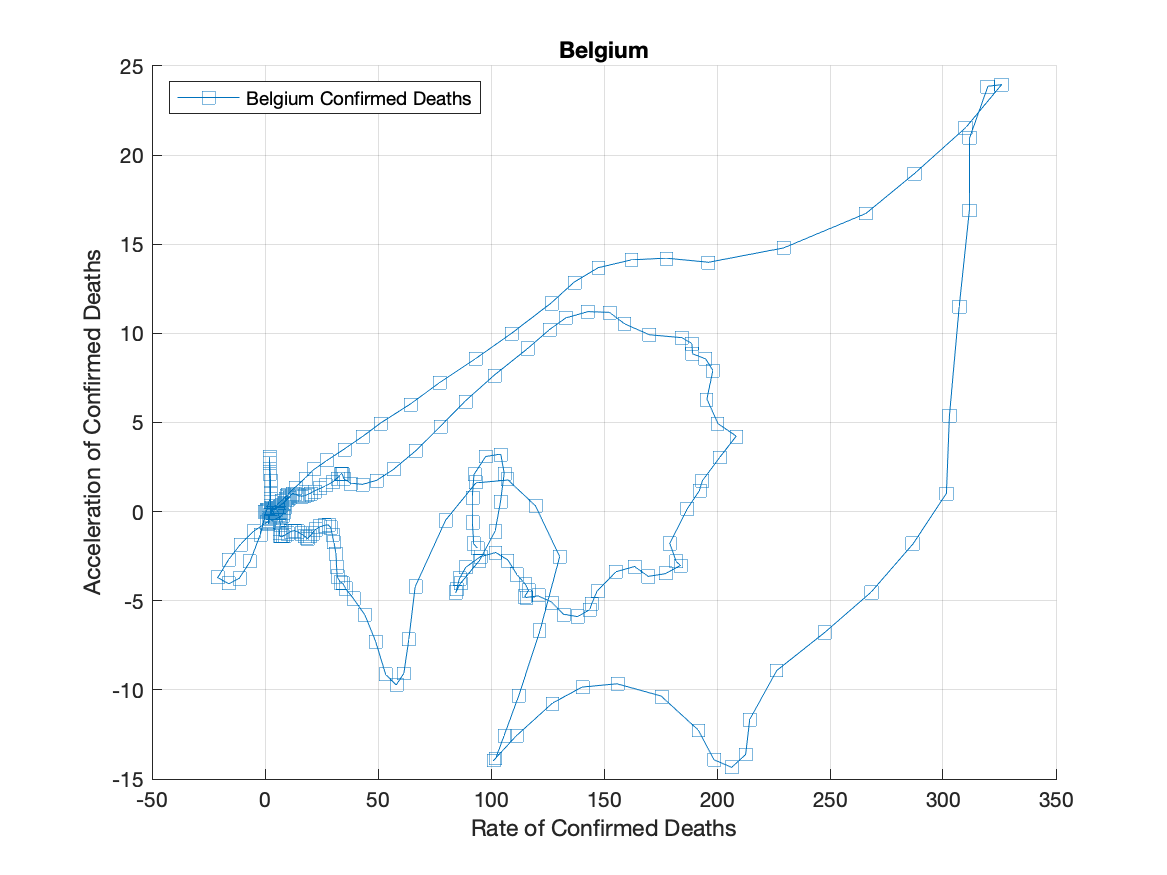 Belgium
Belgium Confirmed Deaths
25
20
15
10
5
0
-5
-10
-15
Acceleration of Confirmed Deaths
-50 0 50 100 150 200 250 300 350
Rate of Confirmed Deaths